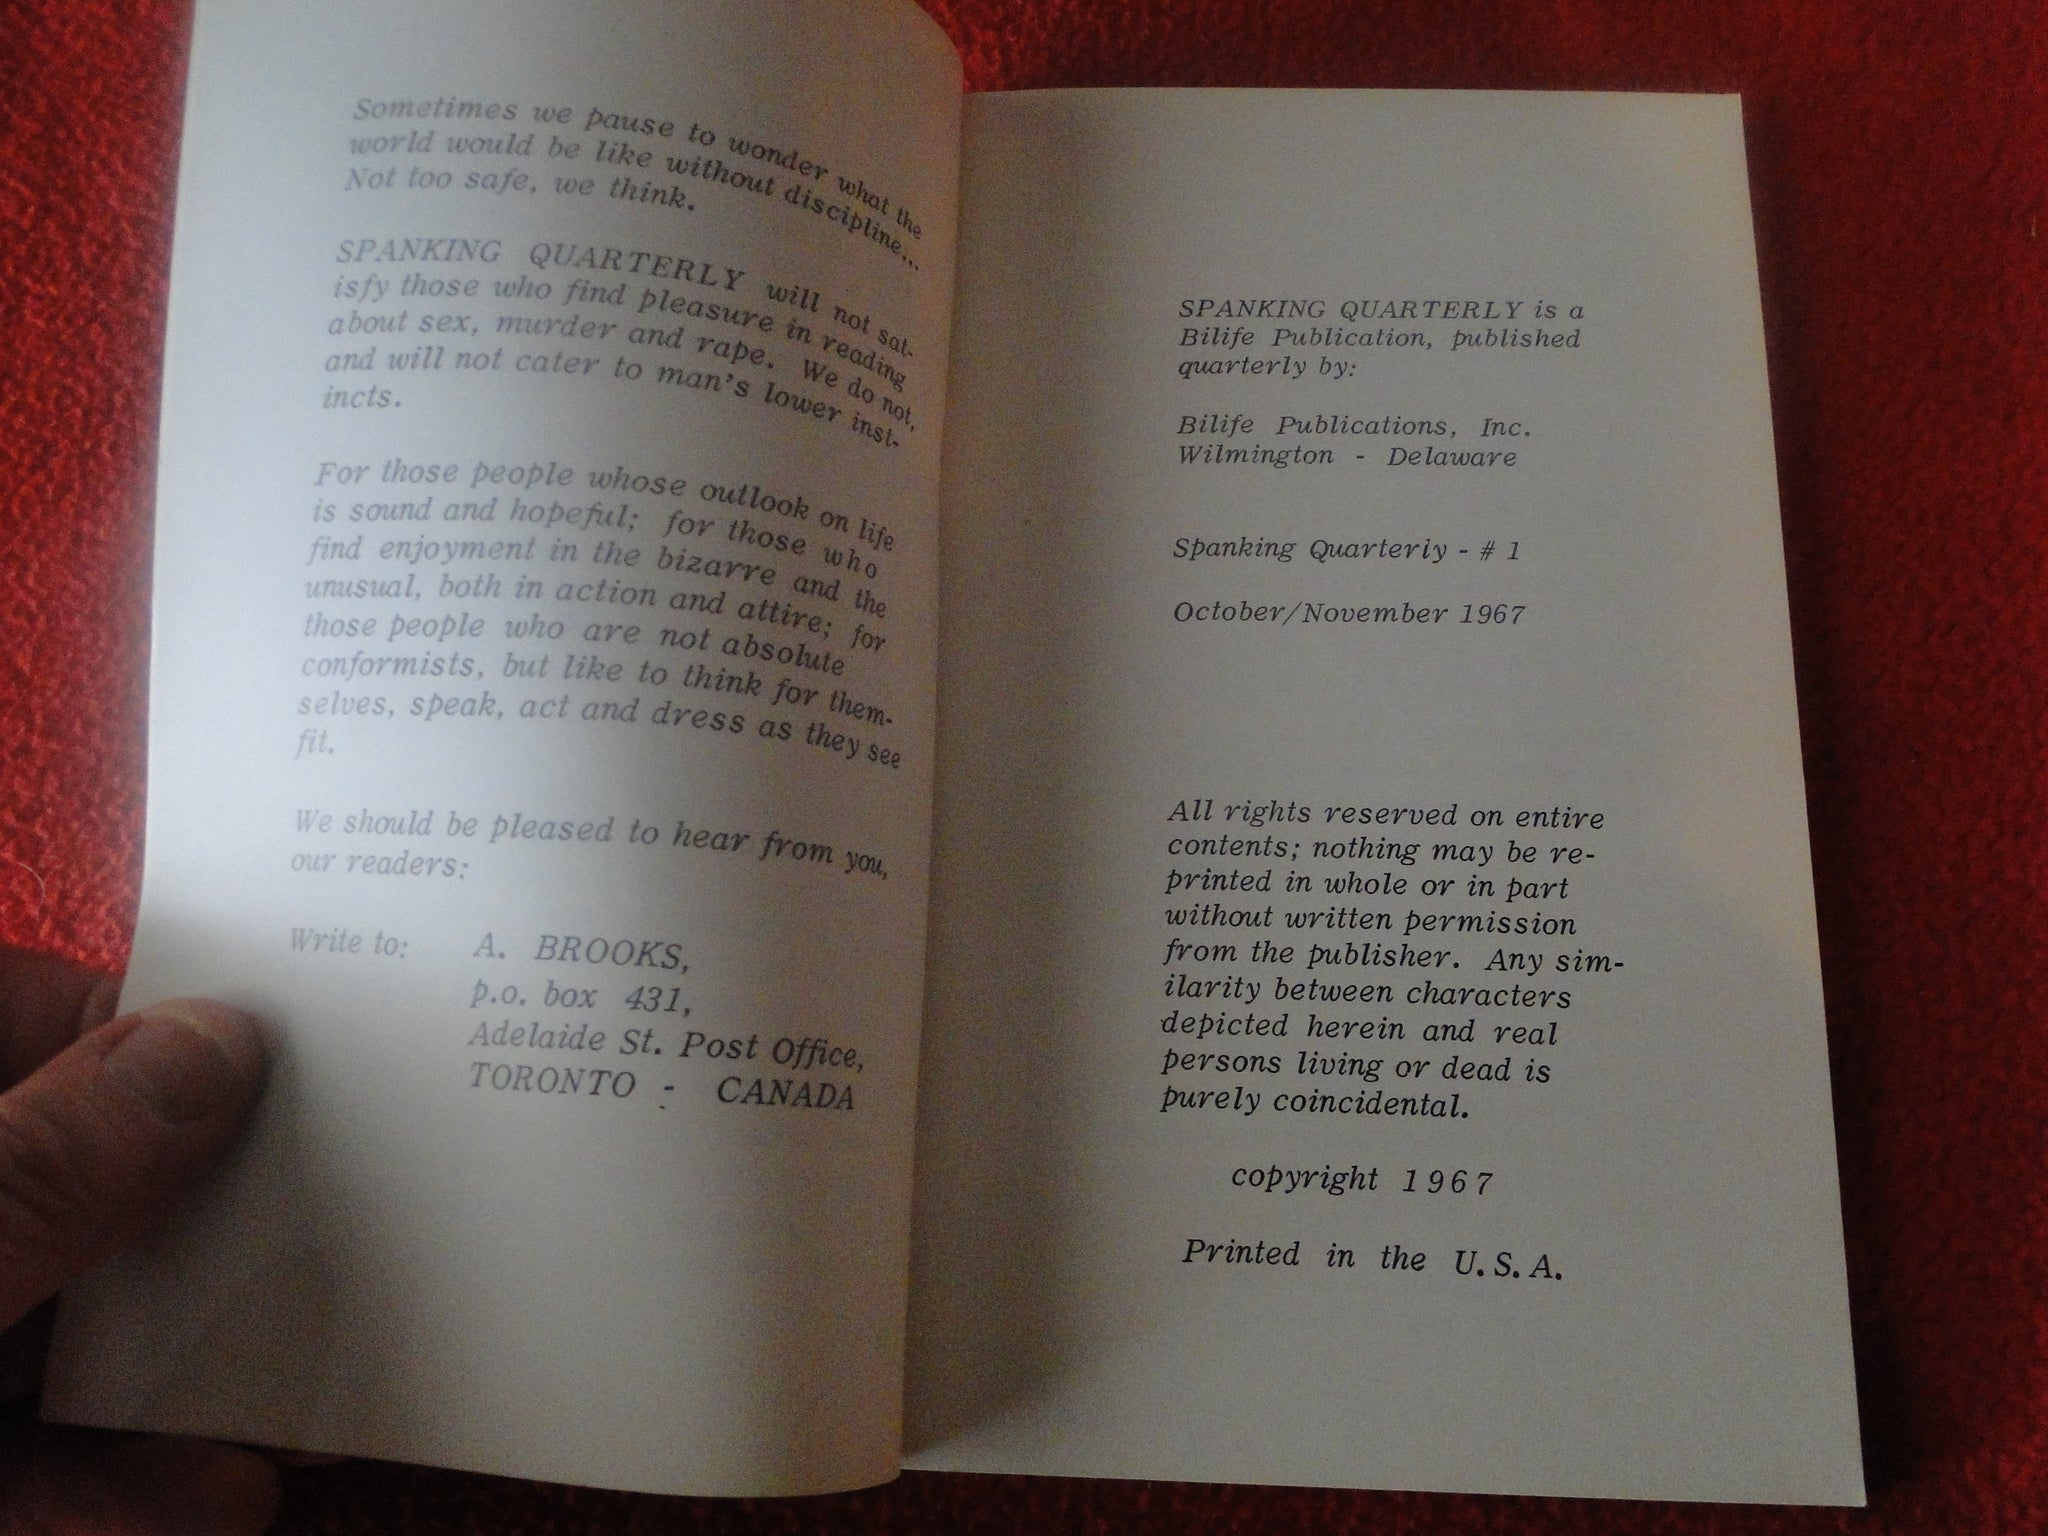 Sometimes we pause to wonder what the
world would be like without discipline...
Not too safe, we think.
SPANKING QUARTERLY will not sat-
isfy those who find pleasure in reading
about sex, murder and rape. We do not,
and will not cater to man's lower inst-
incts.
For those people whose outlook on life
is sound and hopeful; for those who
find enjoyment in the bizarre and the
unusual, both in action and attire; for
those people who are not absolute
conformists, but like to think for them-
selves, speak, act and dress as they see
fit.
We should be pleased to hear from you,
our readers:
Write to: A. BROOKS,
p.o. box 431,
Adelaide St. Post Office,
TORONTO - CANADA
SPANKING QUARTERLY is a
Bilife Publication, published
quarterly by:
Bilife Publications, Inc.
Wilmington - Delaware
Spanking Quarterly - # 1
October/November 1967
All rights reserved on entire
contents; nothing may be re-
printed in whole or in part
without written permission
from the publisher. Any sim-
ilarity between characters
depicted herein and real
persons living or dead is
purely coincidental.
copyright 1967
Printed in the U.S.A.